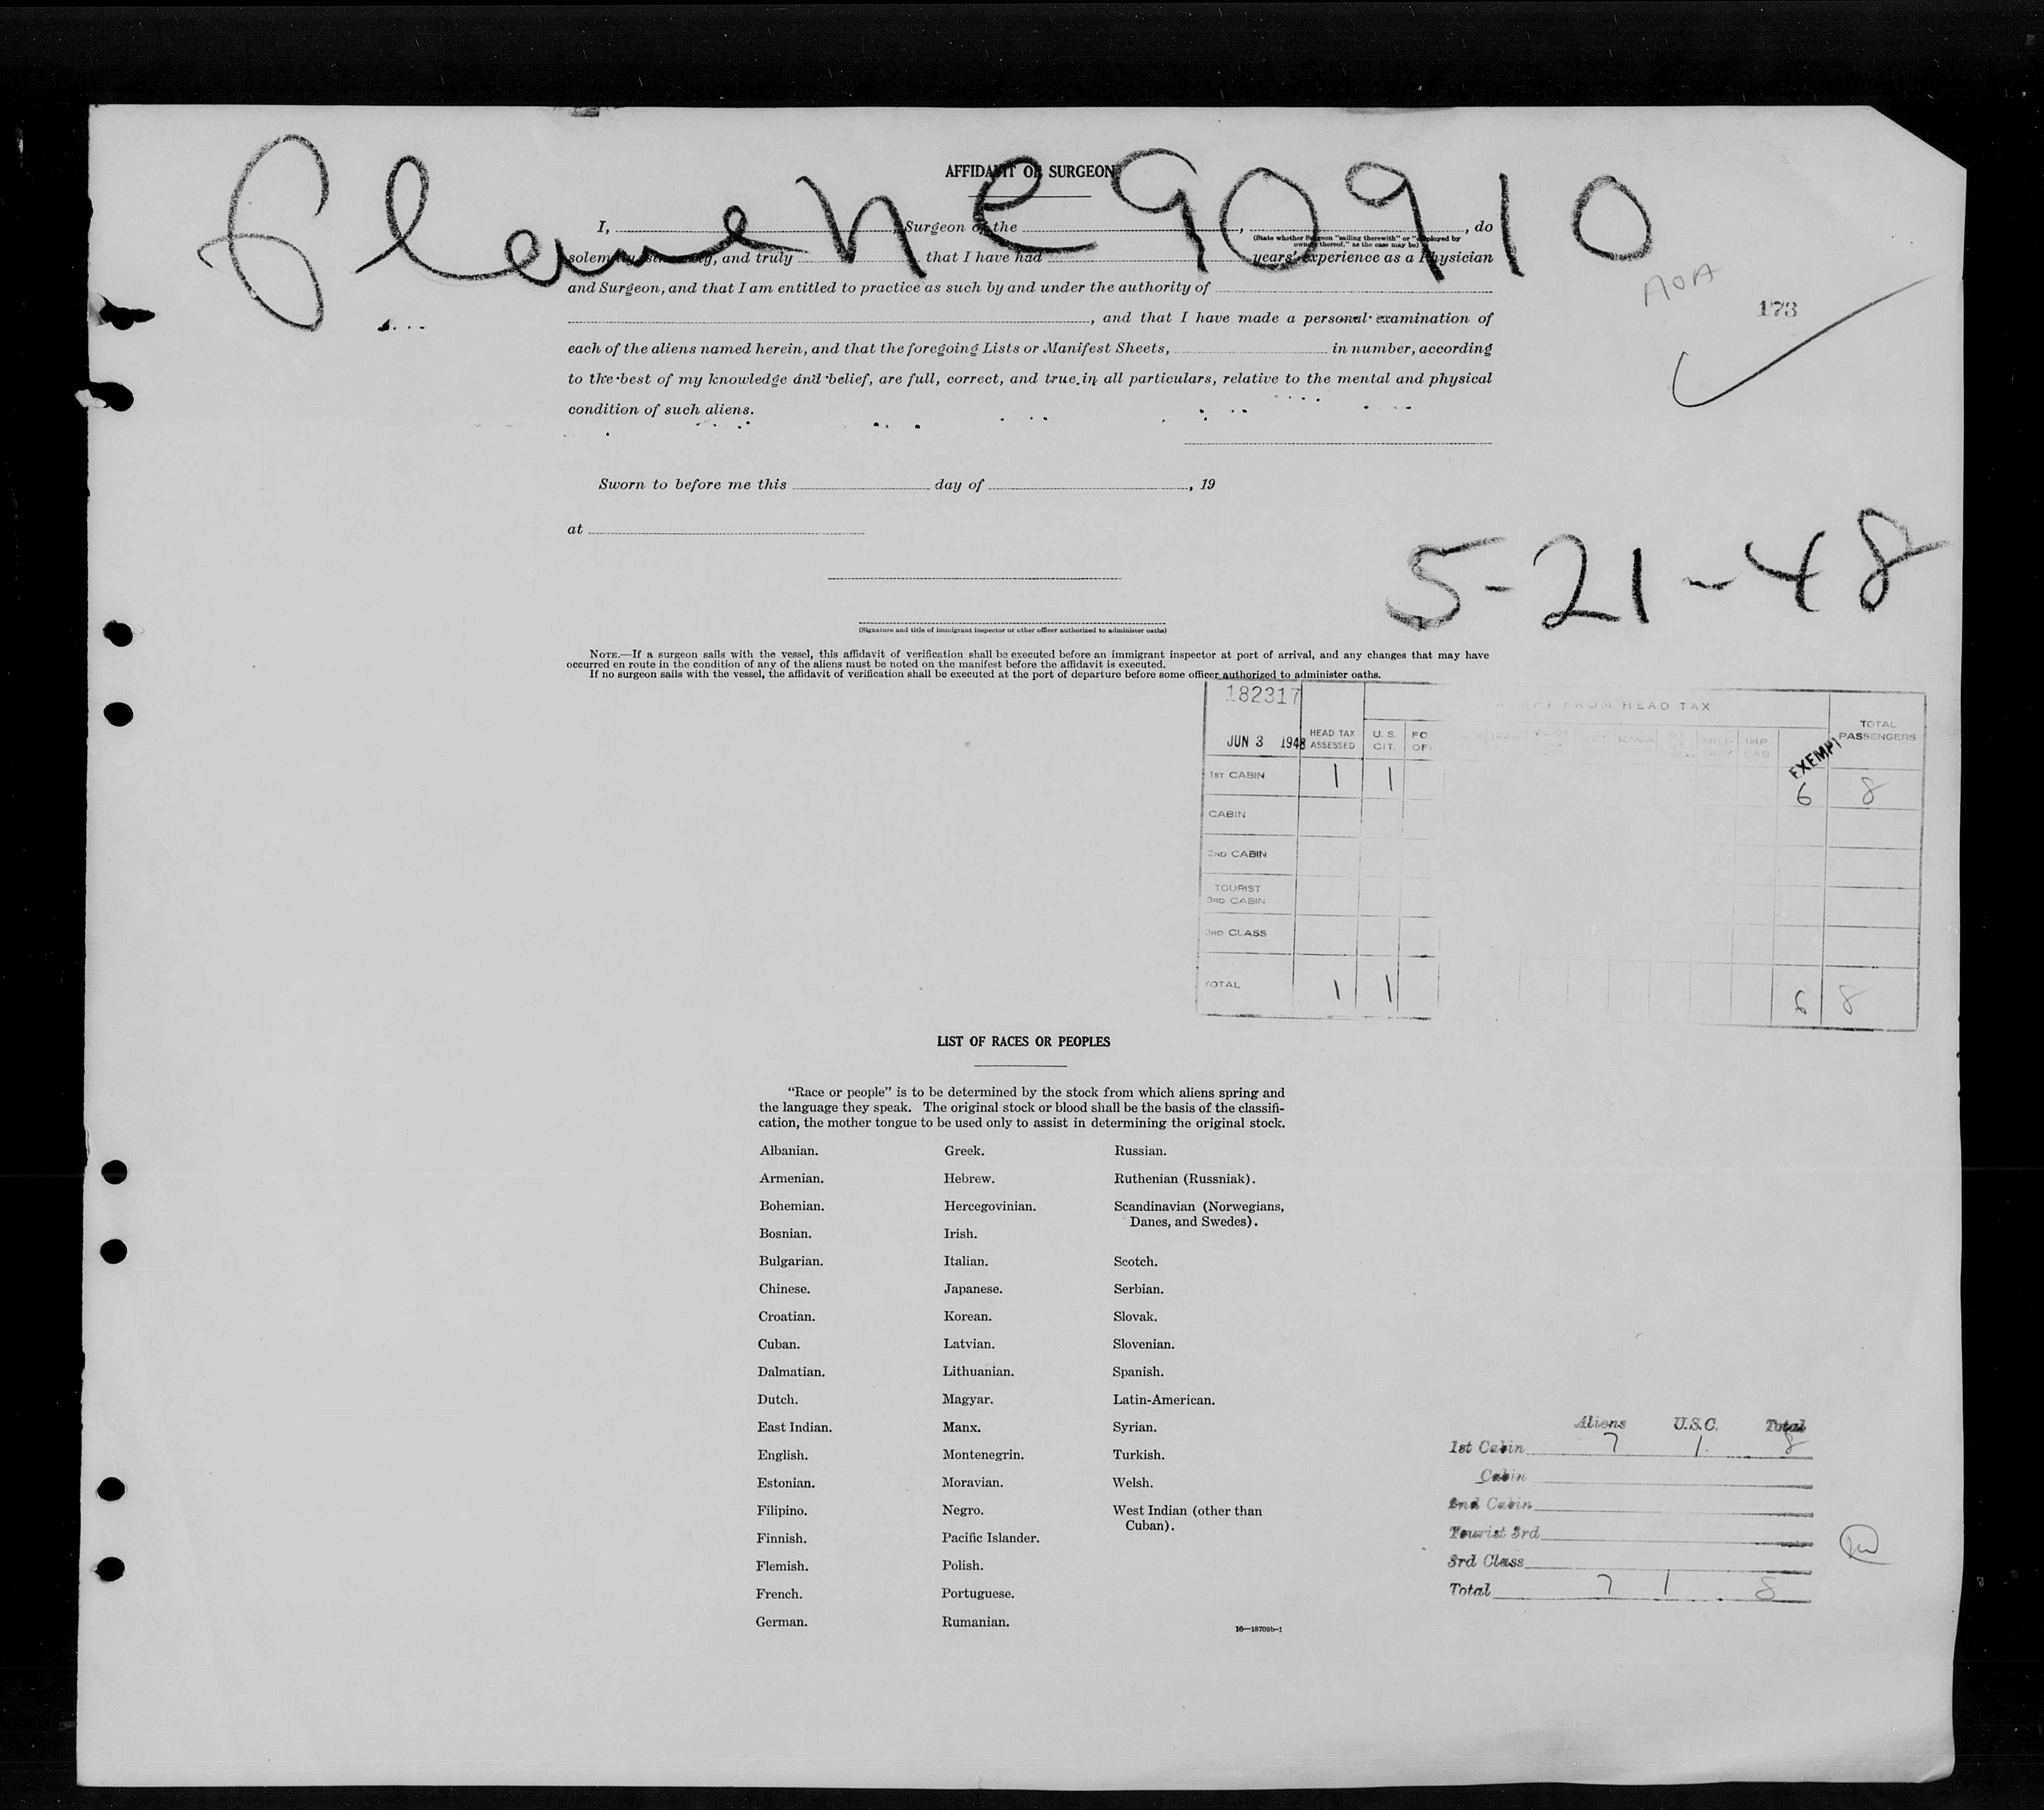 Plane NC 90910
AFFIDAVIT OF SURGEON
I, , Surgeon of the , , do
(State whether Surgeon "sailing therewith" or "employed by
owners thereof," as the case may be)
solemnly, sincerely, and truly that I have had years' experience as a Physician
and Surgeon, and that I am entitled to practice as such by and under the authority of
AOA
173
, and that I have made a personal examination of
each of the aliens named herein, and that the foregoing Lists or Manifest Sheets, in number, according
to the best of my knowledge and belief, are full, correct, and true in all particulars, relative to the mental and physical
condition of such aliens.
Sworn to before me this day of , 19
at
5-21-48
(Signature and title of immigrant inspector or other officer authorized to administer oaths)
NOTE.—If a surgeon sails with the vessel, this affidavit of verification shall be executed before an immigrant inspector at port of arrival, and any changes that may have
occurred en route in the condition of any of the aliens must be noted on the manifest before the affidavit is executed.
If no surgeon sails with the vessel, the affidavit of verification shall be executed at the port of departure before some officer authorized to administer oaths.
182317 FROM HEAD TAX
JUN 3 1948 HEAD TAX ASSESSED U. S. CIT. FO OF EXEMPT TOTAL PASSENGERS
1ST CABIN 1 1 6 8
CABIN
2ND CABIN
TOURIST
3RD CABIN
3RD CLASS
TOTAL 1 1 6 8
LIST OF RACES OR PEOPLES
"Race or people" is to be determined by the stock from which aliens spring and
the language they speak. The original stock or blood shall be the basis of the classifi-
cation, the mother tongue to be used only to assist in determining the original stock.
Albanian. Greek. Russian.
Armenian. Hebrew. Ruthenian (Russniak).
Bohemian. Hercegovinian. Scandinavian (Norwegians,
Danes, and Swedes).
Bosnian. Irish.
Bulgarian. Italian. Scotch.
Chinese. Japanese. Serbian.
Croatian. Korean. Slovak.
Cuban. Latvian. Slovenian.
Dalmatian. Lithuanian. Spanish.
Dutch. Magyar. Latin-American.
East Indian. Manx. Syrian.
English. Montenegrin. Turkish.
Estonian. Moravian. Welsh.
Filipino. Negro. West Indian (other than
Cuban).
Finnish. Pacific Islander.
Flemish. Polish.
French. Portuguese.
German. Rumanian.
16—18709b-1
Aliens U.S.C. Total
1st Cabin 7 1 8
Cabin
2nd Cabin
Tourist 3rd
3rd Class
Total 7 1 8